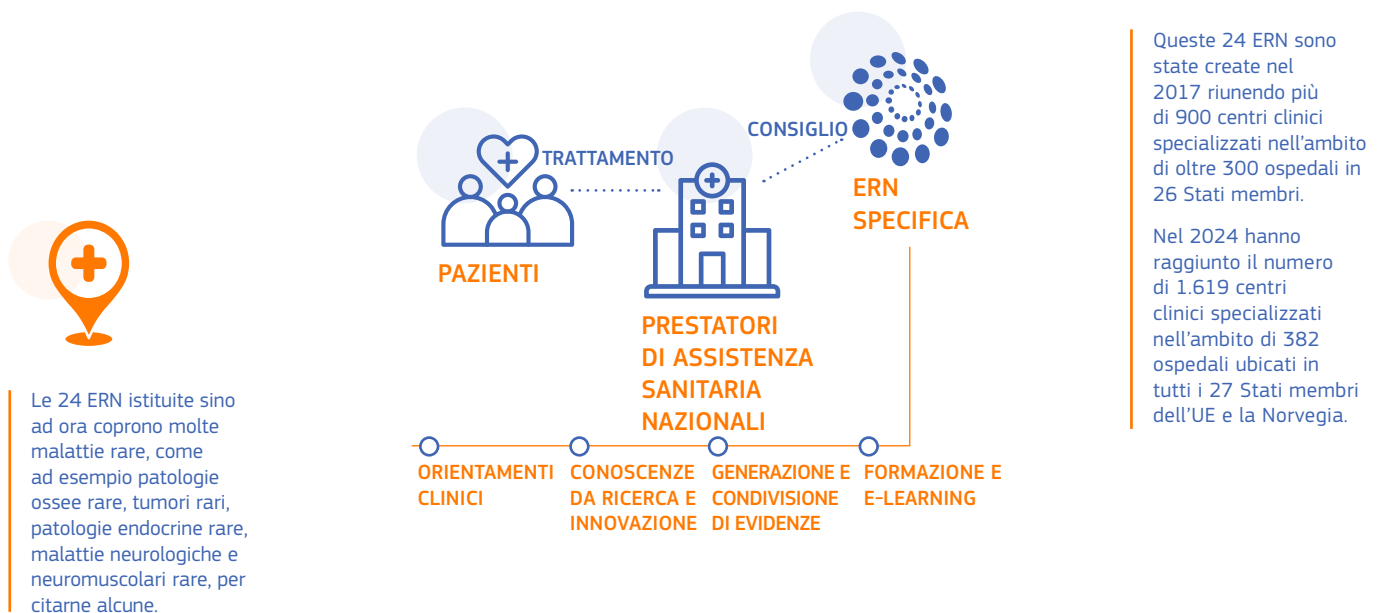 Le 24 ERN istituite sino
ad ora coprono molte
malattie rare, come
ad esempio patologie
ossee rare, tumori rari,
patologie endocrine rare,
malattie neurologiche e
neuromuscolari rare, per
citarne alcune.
TRATTAMENTO
CONSIGLIO
PAZIENTI
PRESTATORI
DI ASSISTENZA
SANITARIA
NAZIONALI
ERN
SPECIFICA
ORIENTAMENTI
CLINICI
CONOSCENZE
DA RICERCA E
INNOVAZIONE
GENERAZIONE E
CONDIVISIONE
DI EVIDENZE
FORMAZIONE E
E-LEARNING
Queste 24 ERN sono
state create nel
2017 riunendo più
di 900 centri clinici
specializzati nell'ambito
di oltre 300 ospedali in
26 Stati membri.
Nel 2024 hanno
raggiunto il numero
di 1.619 centri
clinici specializzati
nell'ambito di 382
ospedali ubicati in
tutti i 27 Stati membri
dell'UE e la Norvegia.